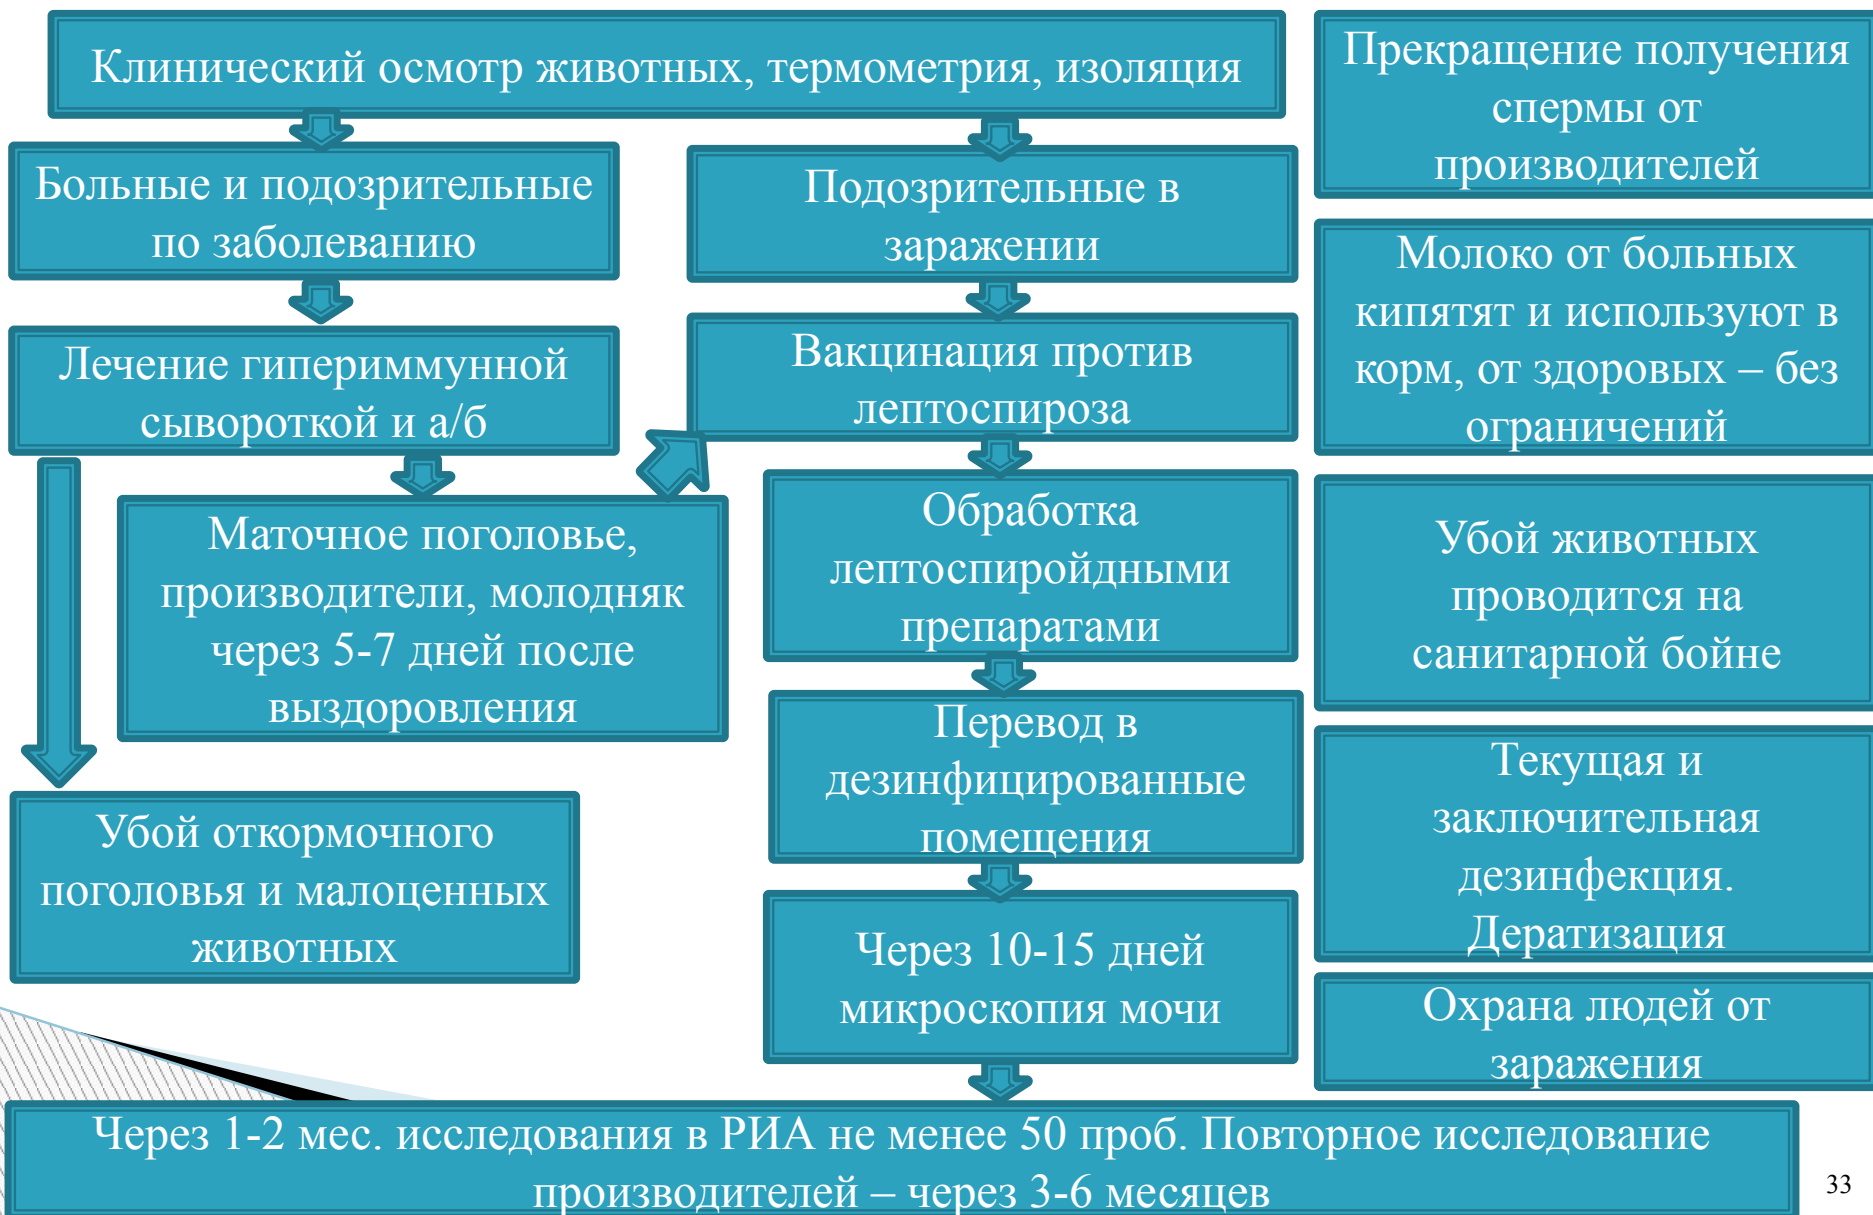 Клинический осмотр животных, термометрия, изоляция
Больные и подозрительные
по заболеванию
Лечение гипериммунной
сывороткой и а/б
Маточное поголовье,
производители, молодняк
через 5-7 дней после
выздоровления
Убой откормочного
поголовья и малоценных
животных
Подозрительные в
заражении
Вакцинация против
лептоспироза
Обработка
лептоспиройдными
препаратами
Перевод в
дезинфицированные
помещения
Через 10-15 дней
микроскопия мочи
Прекращение получения
спермы от
производителей
Молоко от больных
кипятят и используют в
корм, от здоровых – без
ограничений
Убой животных
проводится на
санитарной бойне
Текущая и
заключительная
дезинфекция.
Дератизация
Охрана людей от
заражения
Через 1-2 мес. исследования в РИА не менее 50 проб. Повторное исследование
производителей – через 3-6 месяцев
33